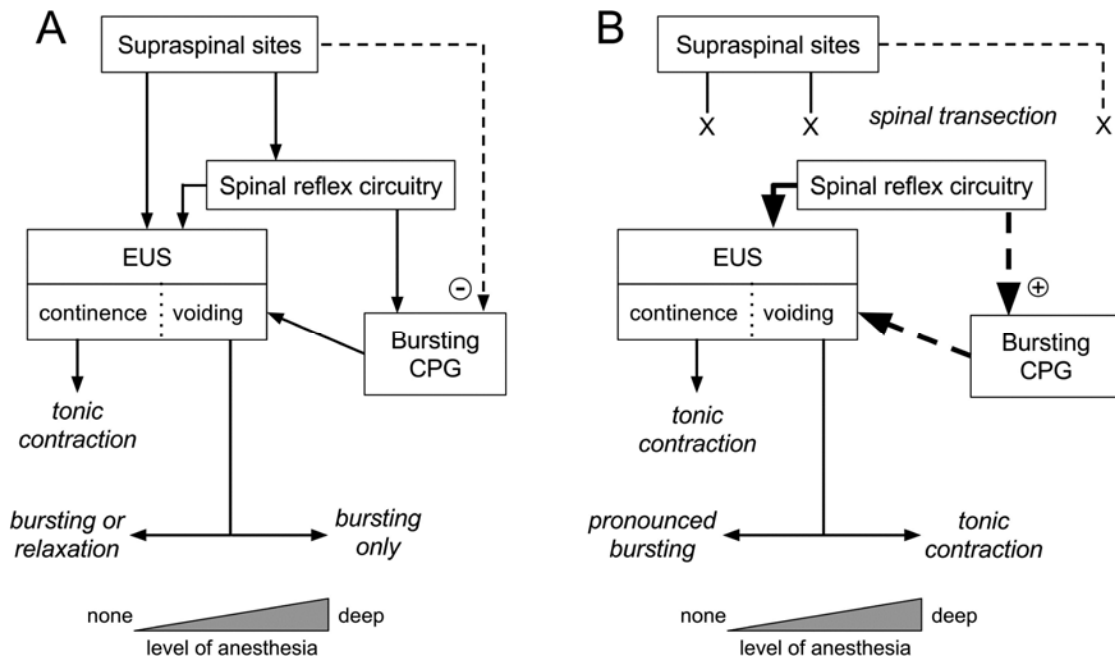 A
Supraspinal sites
Spinal reflex circuitry
EUS
continence voiding
−
Bursting
CPG
tonic
contraction
bursting or
relaxation
bursting
only
none
deep
level of anesthesia
B
Supraspinal sites
X X X
spinal transection
Spinal reflex circuitry
EUS
continence voiding
+
Bursting
CPG
tonic
contraction
pronounced
bursting
tonic
contraction
none
deep
level of anesthesia